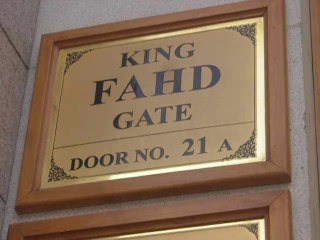 KING
FAHD
GATE
DOOR NO. 21 A